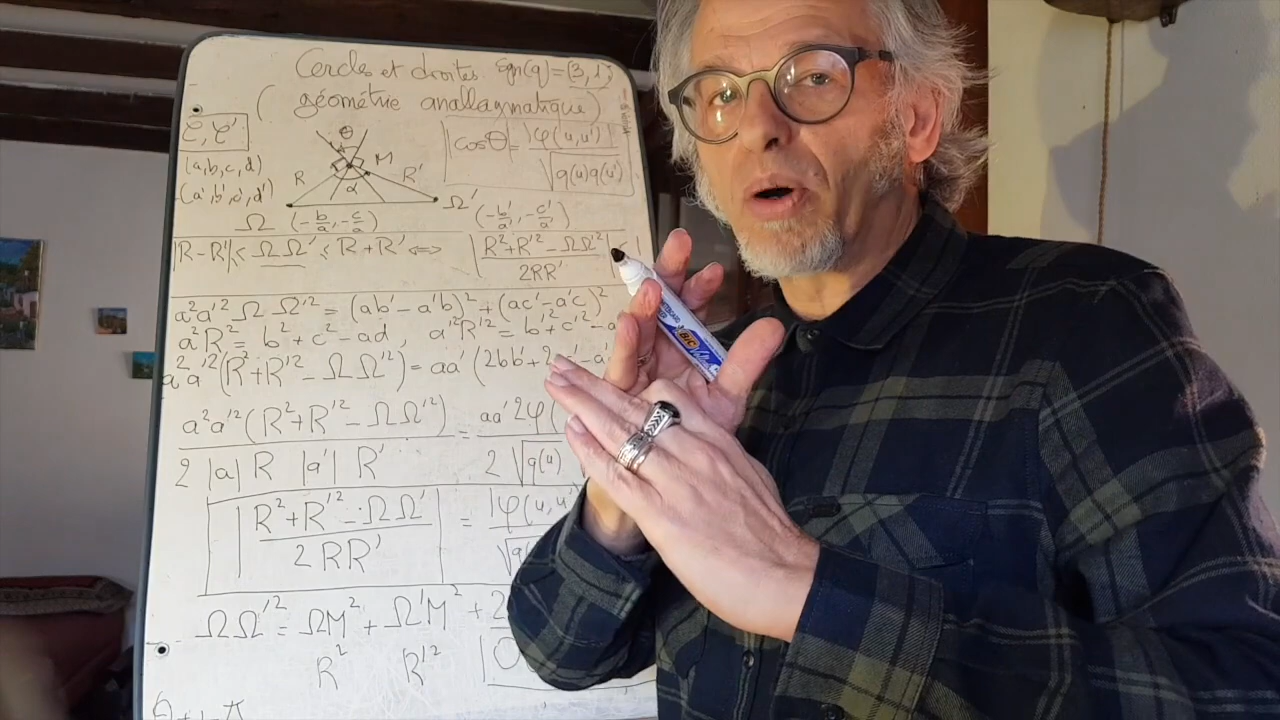 Cercles et droites Sgn(q) = (3, 1)
(géométrie anallagmatique)
C, C'
(a,b,c,d)
(a',b',c',d')
θ
M
R
R'
α
|cosθ| = |φ(u,u')| / √q(u)q(u')
Ω (-b/a, -c/a)
Ω' (-b'/a', -c'/a')
|R-R'| ≤ ΩΩ' ≤ R+R' ⇔ |R²+R'²-ΩΩ'² / 2RR'|
a²a'² ΩΩ'² = (ab'-a'b)² + (ac'-a'c)²
a²R² = b²+c²-ad, a'²R'² = b'²+c'²-a
a²a'²(R²+R'²-ΩΩ'²) = aa'(2bb'+2
a²a'²(R²+R'²-ΩΩ'²) / 2|a|R|a'|R' = aa'2φ( / 2√q(u)
|R²+R'²-ΩΩ' / 2RR'| = |φ(u,u' / √q(
ΩΩ'² = ΩM² + Ω'M² + 2
R² R'²
BIC Velleda